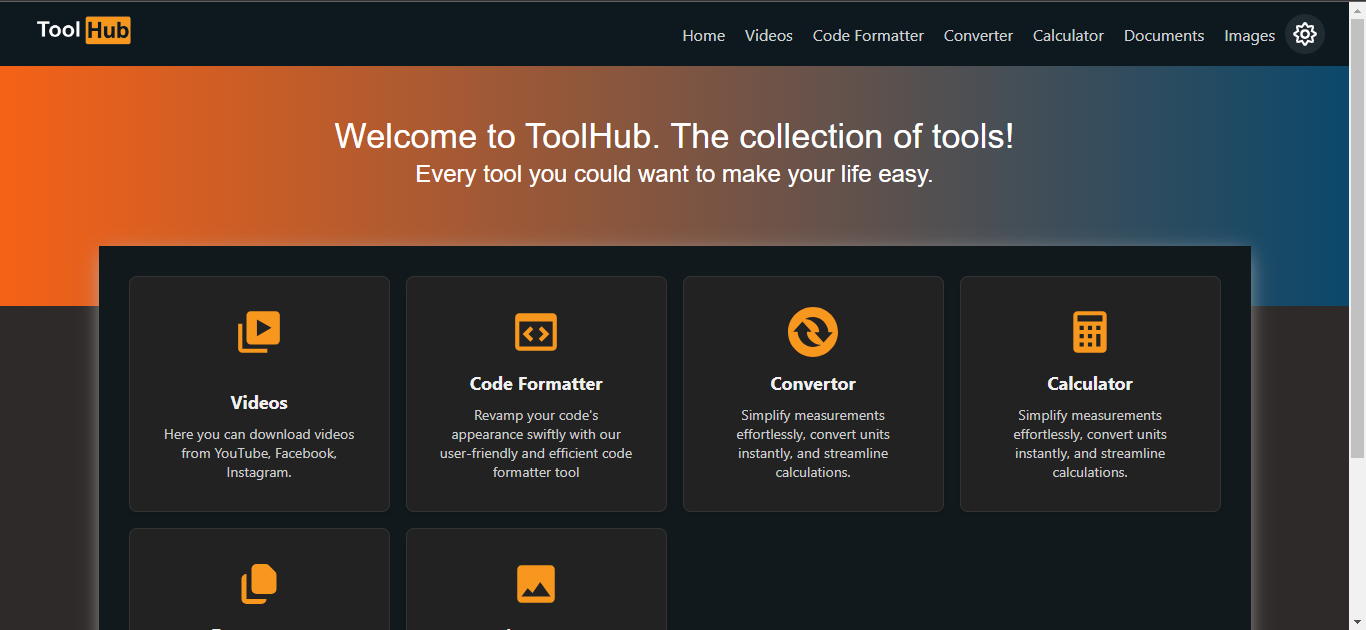 Tool Hub
Home Videos Code Formatter Converter Calculator Documents Images
Welcome to ToolHub. The collection of tools!
Every tool you could want to make your life easy.
Videos
Here you can download videos
from YouTube, Facebook,
Instagram.
Code Formatter
Revamp your code's
appearance swiftly with our
user-friendly and efficient code
formatter tool
Convertor
Simplify measurements
effortlessly, convert units
instantly, and streamline
calculations.
Calculator
Simplify measurements
effortlessly, convert units
instantly, and streamline
calculations.